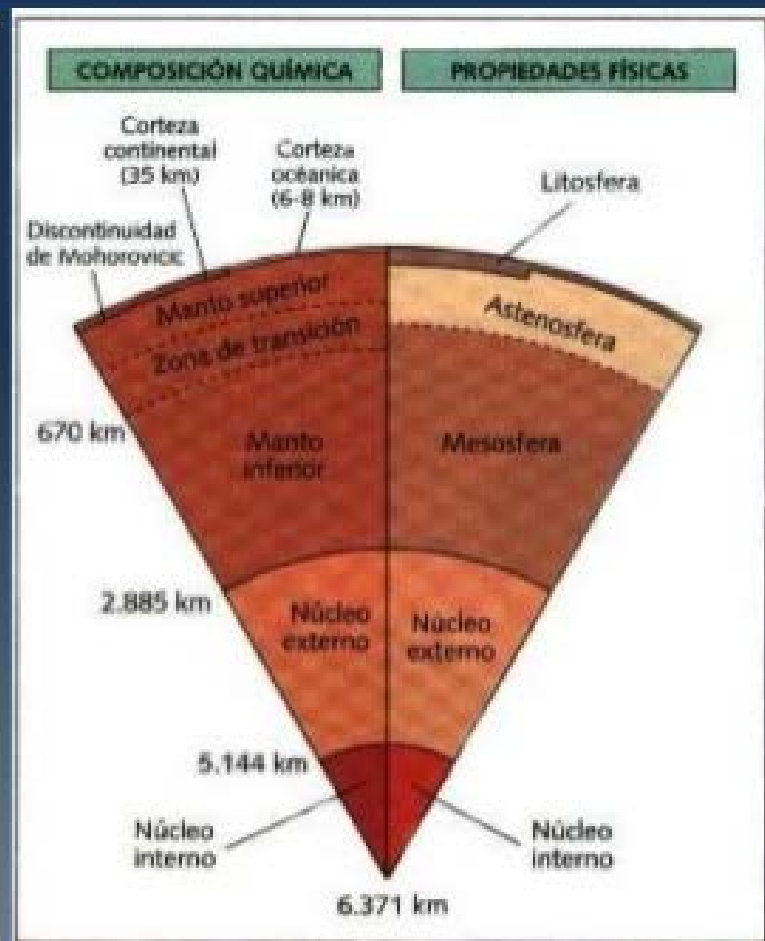 COMPOSICIÓN QUÍMICA
PROPIEDADES FÍSICAS
Corteza
continental
(35 km)
Corteza
océanica
(6-8 km)
Litosfera
Discontinuidad
de Mohorovicic
Manto superior
Astenosfera
Zona de transición
670 km
Manto
inferior
Mesosfera
2.885 km
Núcleo
externo
Núcleo
externo
5.144 km
Núcleo
interno
Núcleo
interno
6.371 km